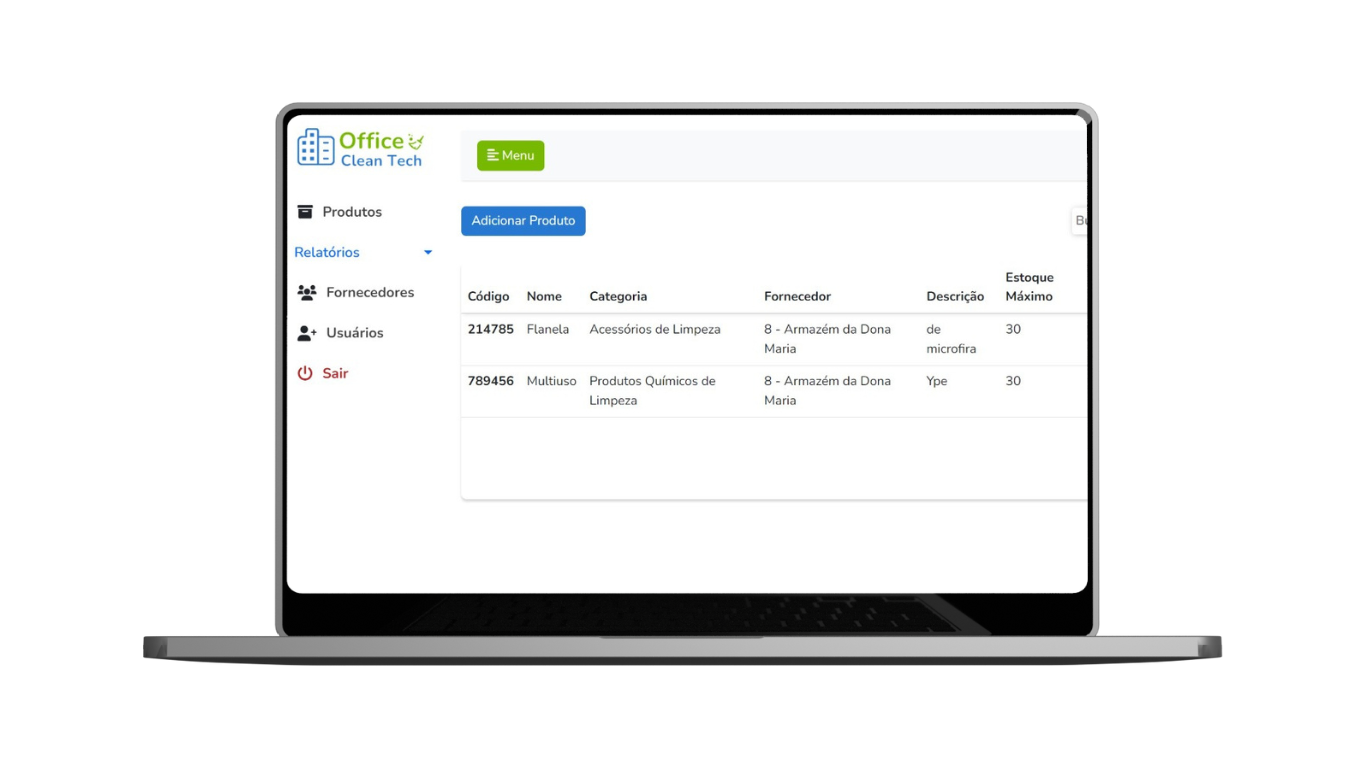 Office
Clean Tech
Menu
Produtos
Relatórios
Fornecedores
Usuários
Sair
Adicionar Produto
Código Nome Categoria Fornecedor Descrição Estoque Máximo
214785 Flanela Acessórios de Limpeza 8 - Armazém da Dona Maria de microfira 30
789456 Multiuso Produtos Químicos de Limpeza 8 - Armazém da Dona Maria Ype 30